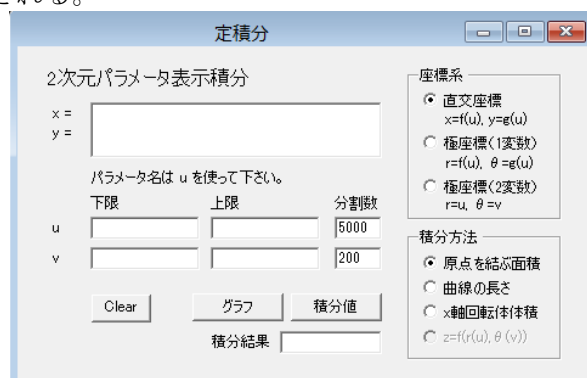 される。
定積分
2次元パラメータ表示積分
x =
y =
パラメータ名は u を使って下さい。
下限 上限 分割数
u 5000
v 200
Clear グラフ 積分値
積分結果
座標系
直交座標
x=f(u), y=g(u)
極座標(1変数)
r=f(u), θ=g(u)
極座標(2変数)
r=u, θ=v
積分方法
原点を結ぶ面積
曲線の長さ
x軸回転体体積
z=f(r(u),θ(v))